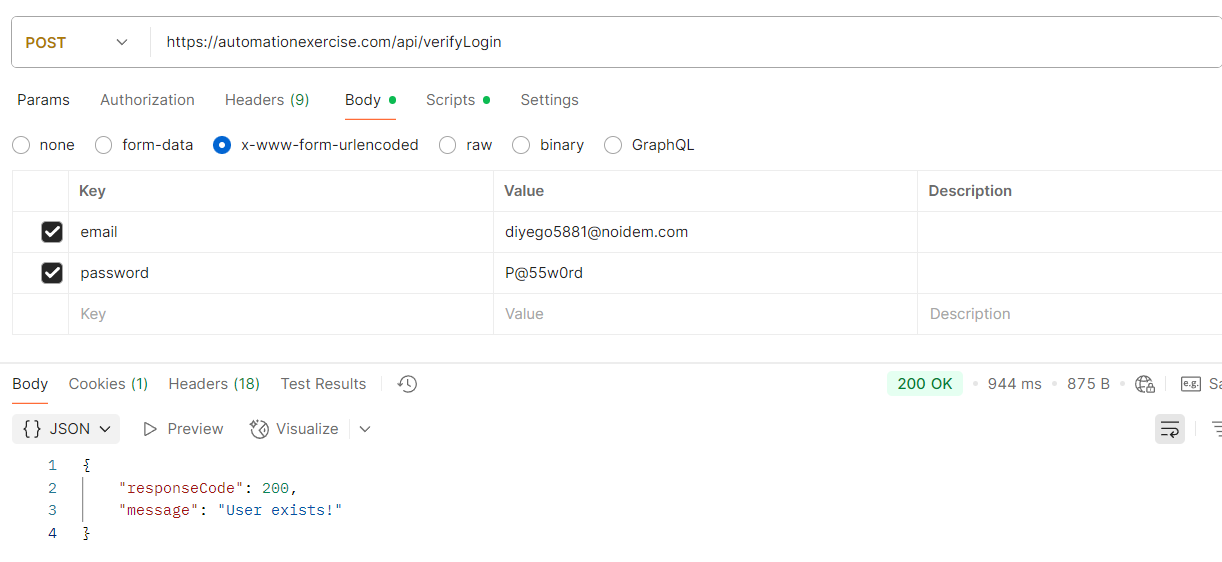 POST https://automationexercise.com/api/verifyLogin
Params Authorization Headers (9) Body Scripts Settings
none form-data x-www-form-urlencoded raw binary GraphQL
Key Value Description
email diyego5881@noidem.com
password P@55w0rd
Key Value Description
Body Cookies (1) Headers (18) Test Results 200 OK 944 ms 875 B e.g. Sa
{} JSON Preview Visualize
1 {
2 "responseCode": 200,
3 "message": "User exists!"
4 }